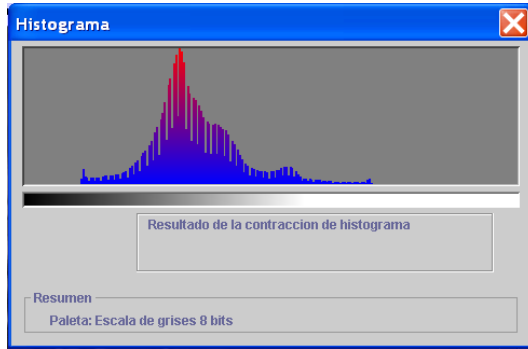 Histograma
Resultado de la contraccion de histograma
Resumen
Paleta: Escala de grises 8 bits